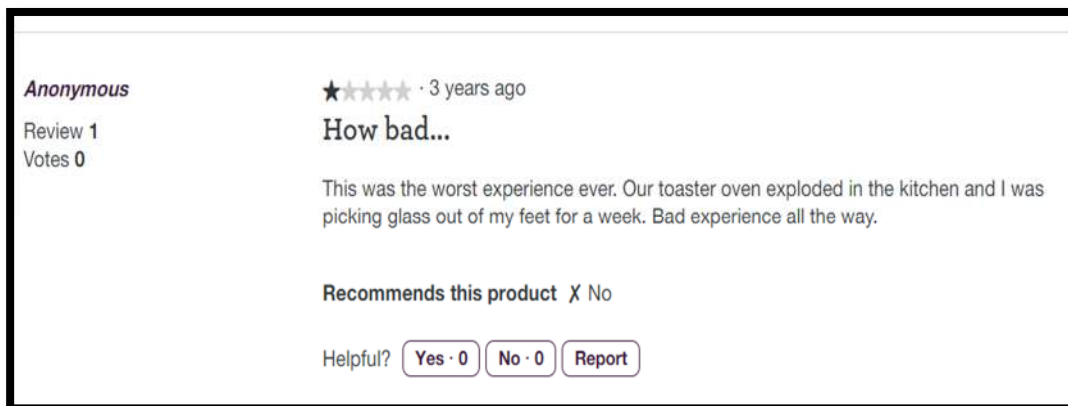 Anonymous
Review 1
Votes 0
· 3 years ago
How bad...
This was the worst experience ever. Our toaster oven exploded in the kitchen and I was
picking glass out of my feet for a week. Bad experience all the way.
Recommends this product ✗ No
Helpful? Yes · 0 No · 0 Report